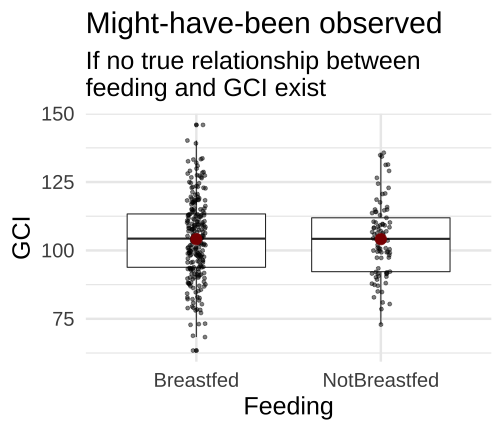 Might-have-been observed
If no true relationship between
feeding and GCI exist
150
125
100
75
GCI
Breastfed
NotBreastfed
Feeding